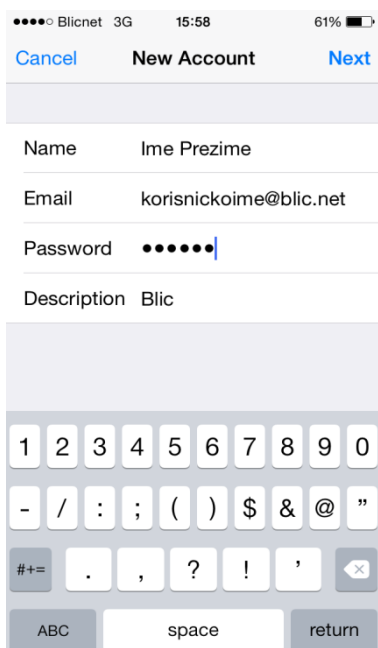 Blicnet 3G 15:58 61%
Cancel New Account Next
Name Ime Prezime
Email korisnickoime@blic.net
Password ••••••
Description Blic
1 2 3 4 5 6 7 8 9 0
- / : ; ( ) $ & @ ”
#+= . , ? ! ’
ABC space return